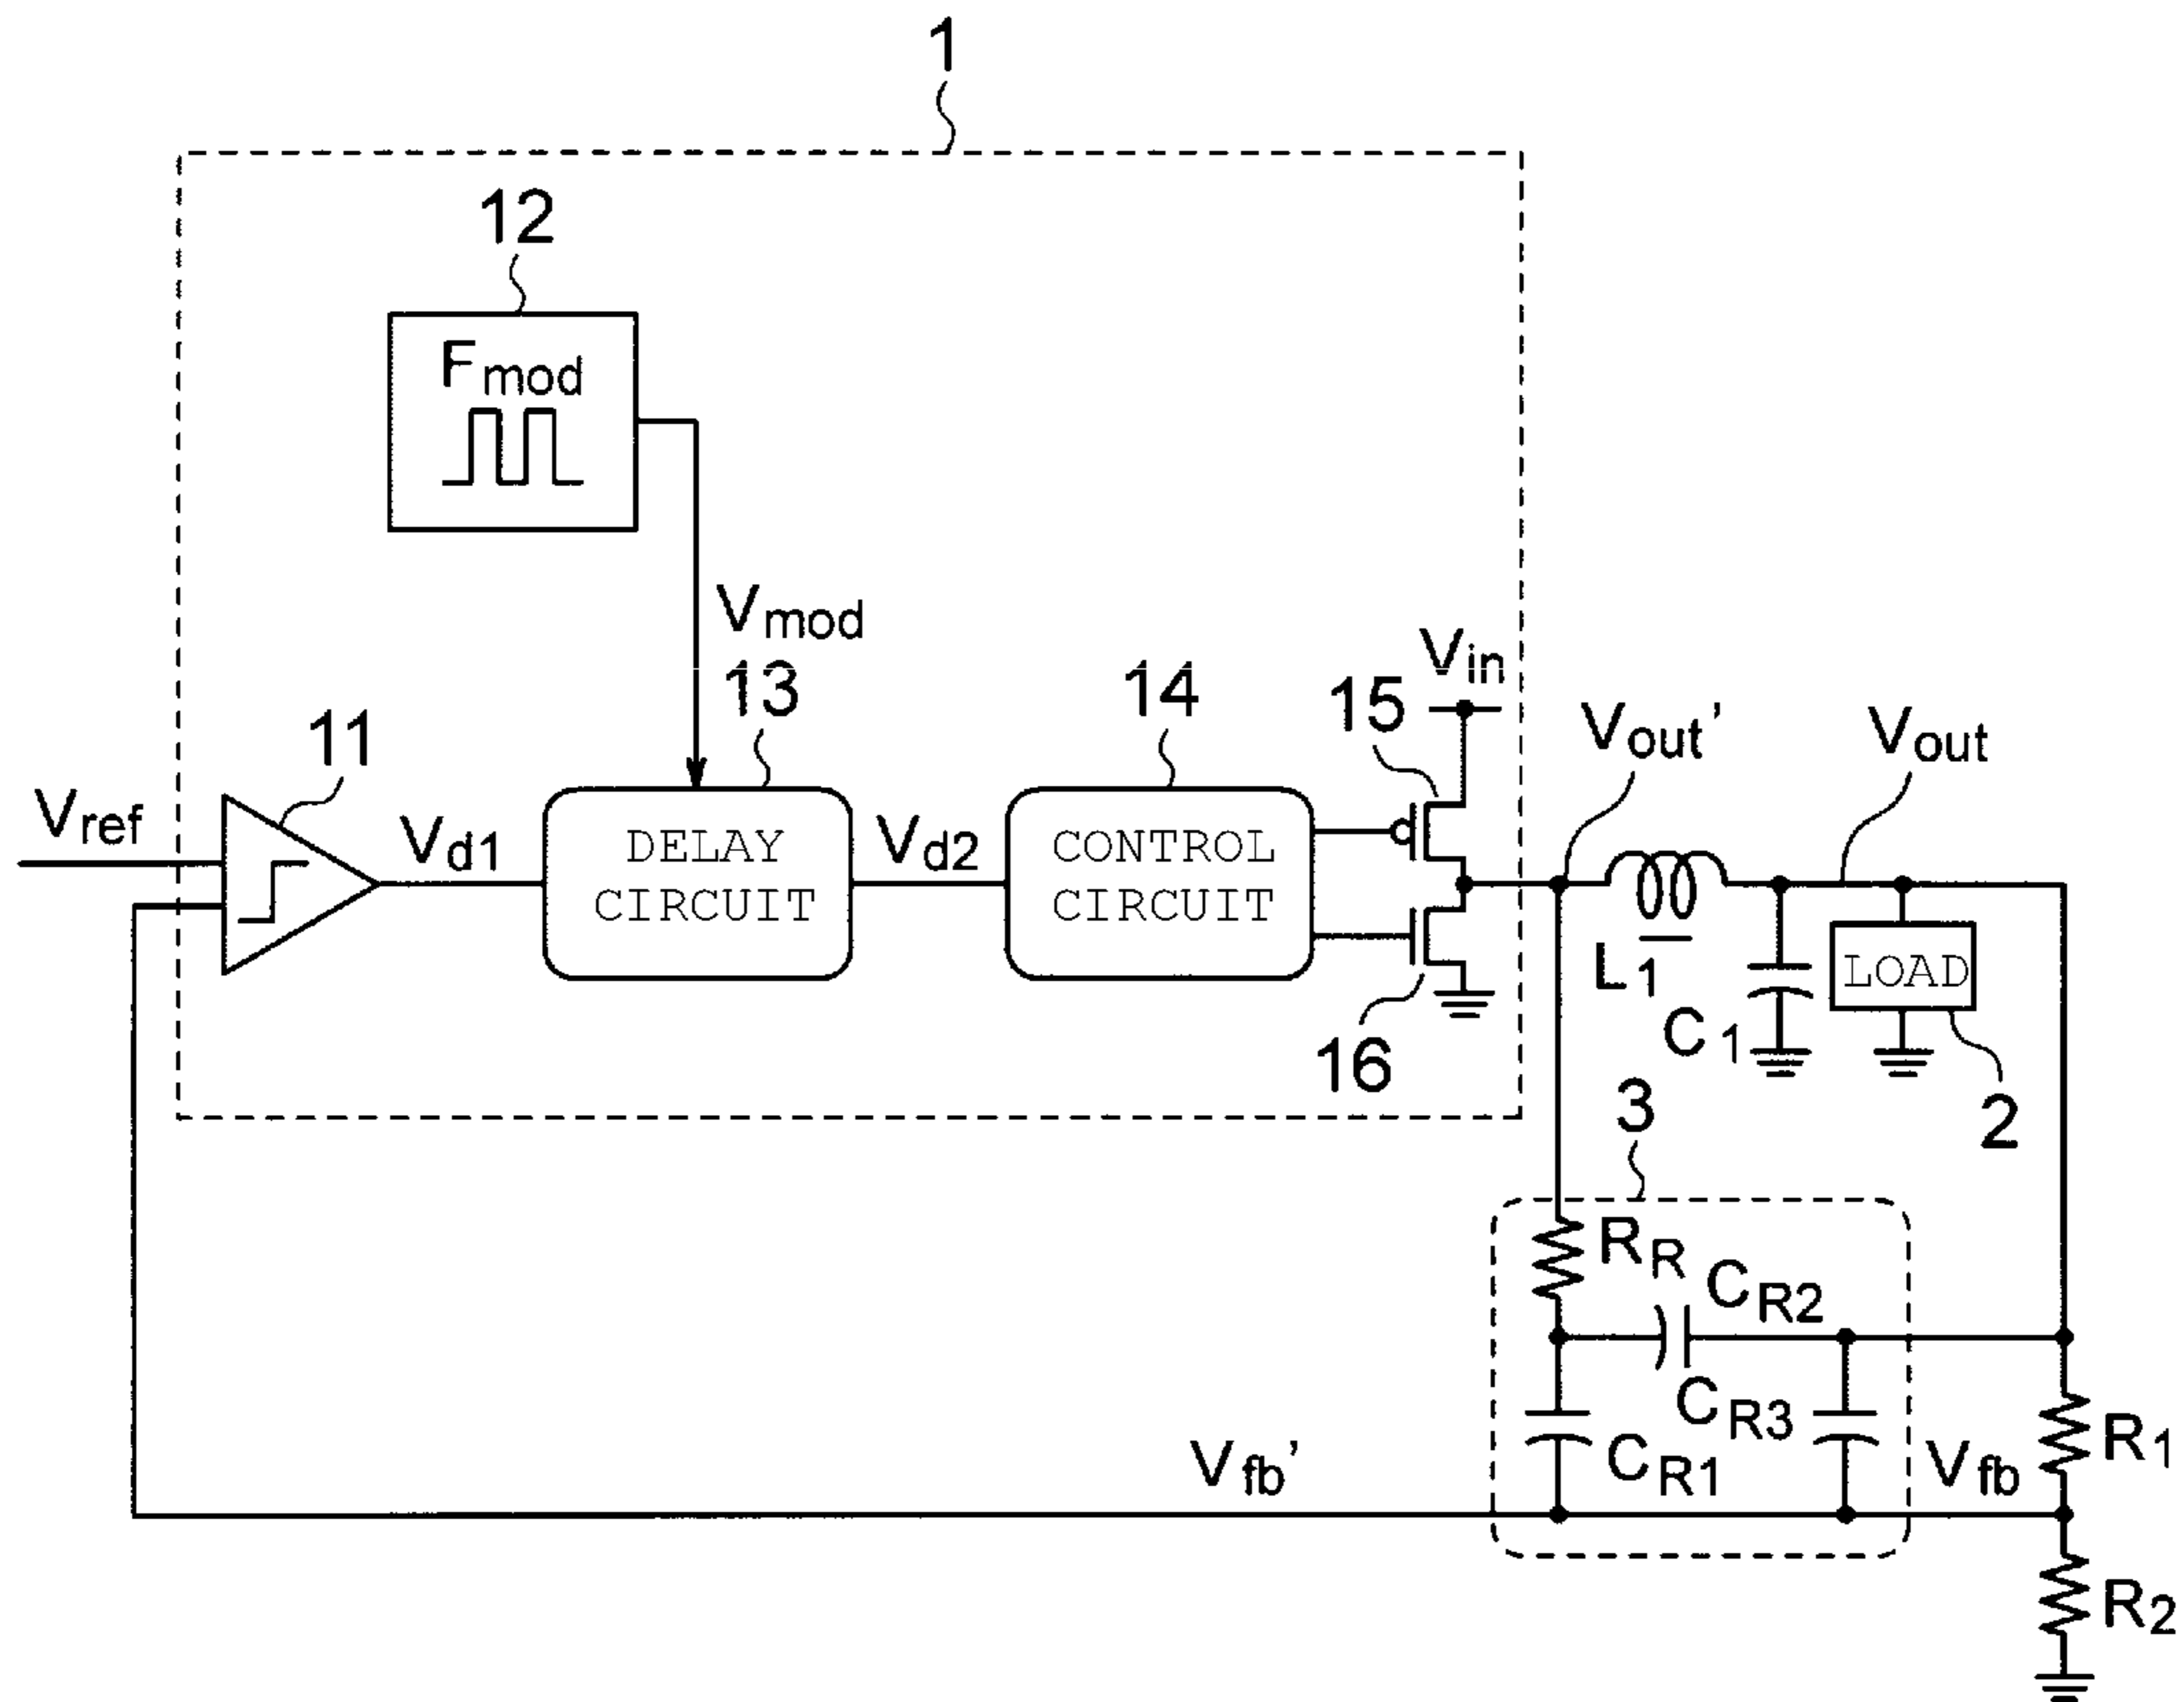 1
12
Fmod
Vmod
13
14
15
Vin
11
Vref
Vd1
DELAY
CIRCUIT
Vd2
CONTROL
CIRCUIT
Vout'
Vout
L1
C1
LOAD
16
2
3
RR
CR2
CR3
CR1
R1
Vfb'
Vfb
R2